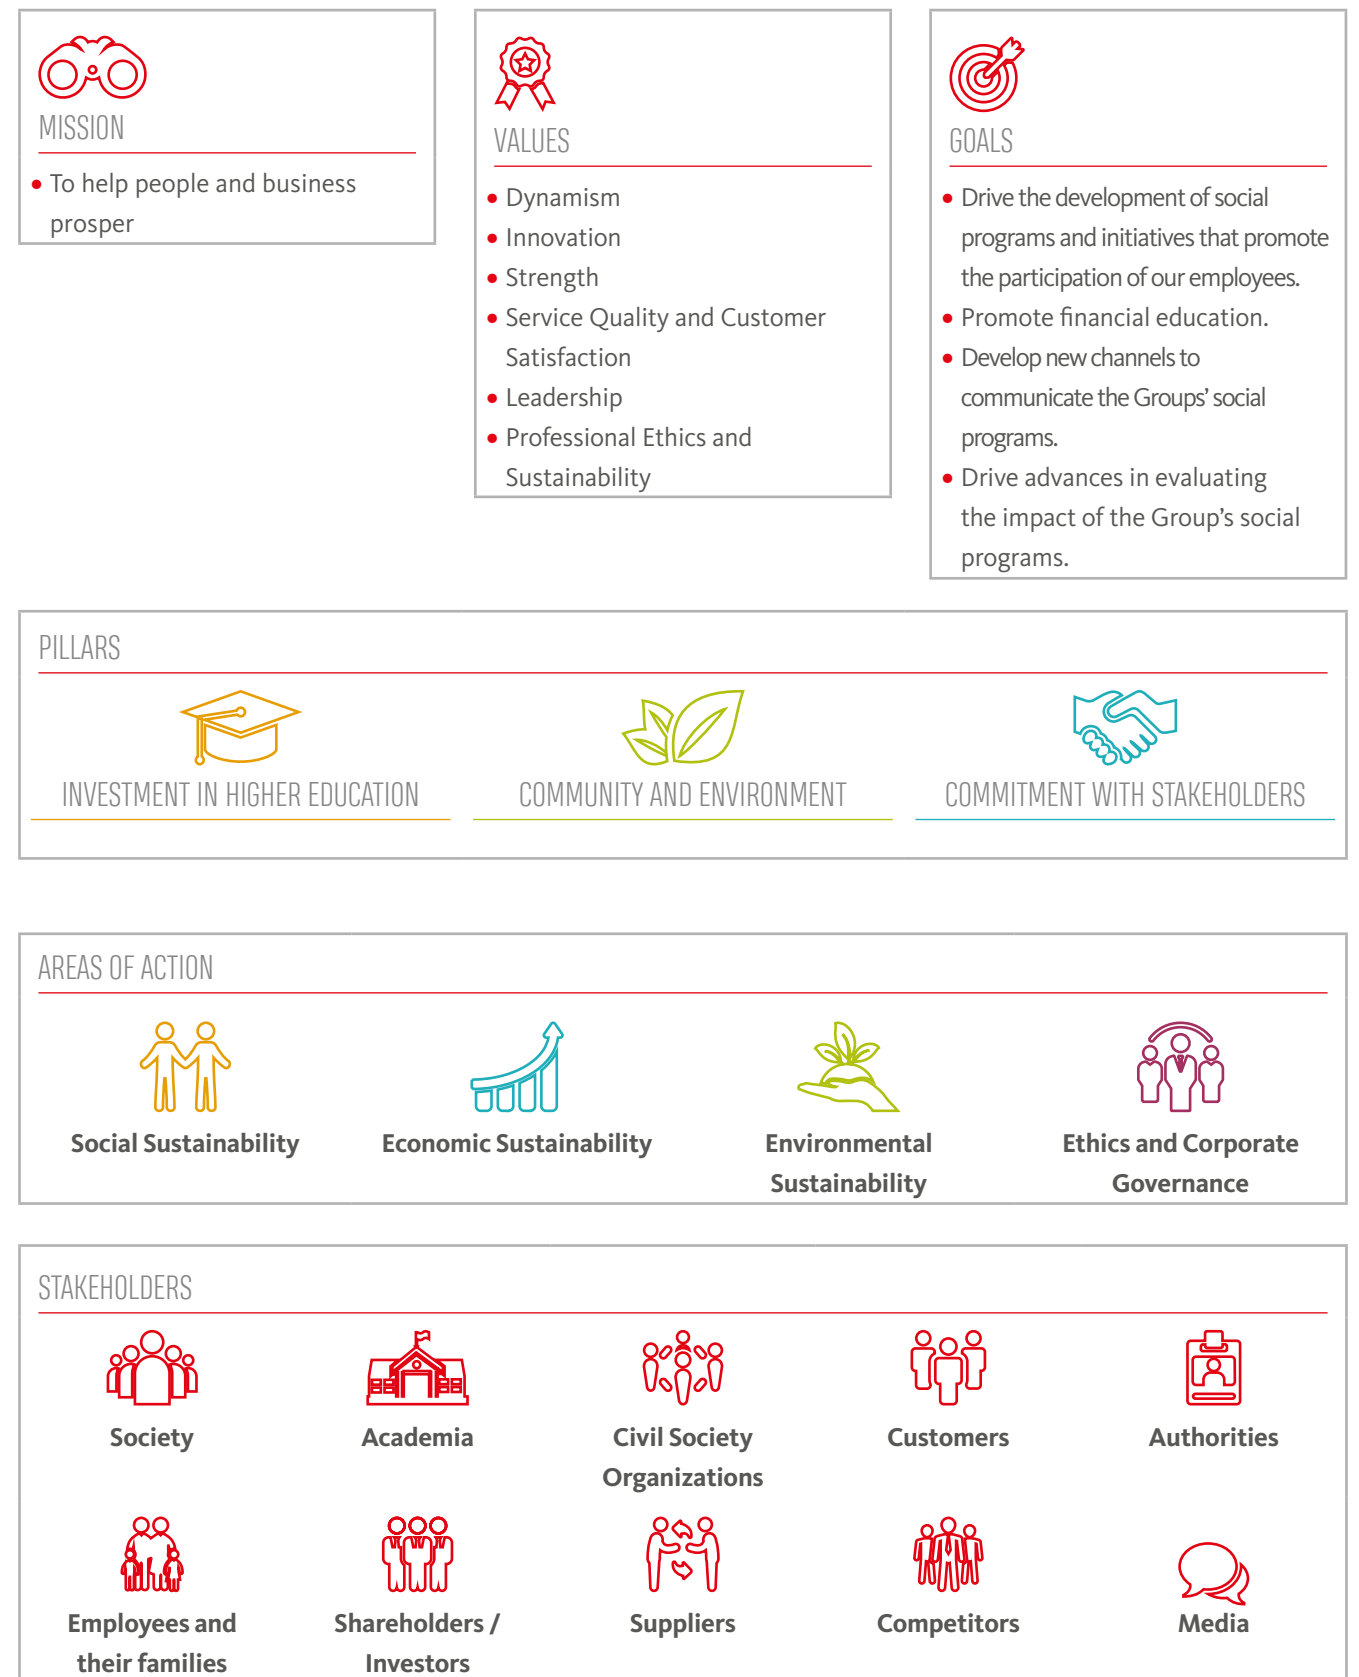 MISSION
• To help people and business
prosper
VALUES
• Dynamism
• Innovation
• Strength
• Service Quality and Customer
Satisfaction
• Leadership
• Professional Ethics and
Sustainability
GOALS
• Drive the development of social
programs and initiatives that promote
the participation of our employees.
• Promote financial education.
• Develop new channels to
communicate the Groups’ social
programs.
• Drive advances in evaluating
the impact of the Group’s social
programs.
PILLARS
INVESTMENT IN HIGHER EDUCATION
COMMUNITY AND ENVIRONMENT
COMMITMENT WITH STAKEHOLDERS
AREAS OF ACTION
Social Sustainability
Economic Sustainability
Environmental
Sustainability
Ethics and Corporate
Governance
STAKEHOLDERS
Society
Academia
Civil Society
Organizations
Customers
Authorities
Employees and
their families
Shareholders /
Investors
Suppliers
Competitors
Media